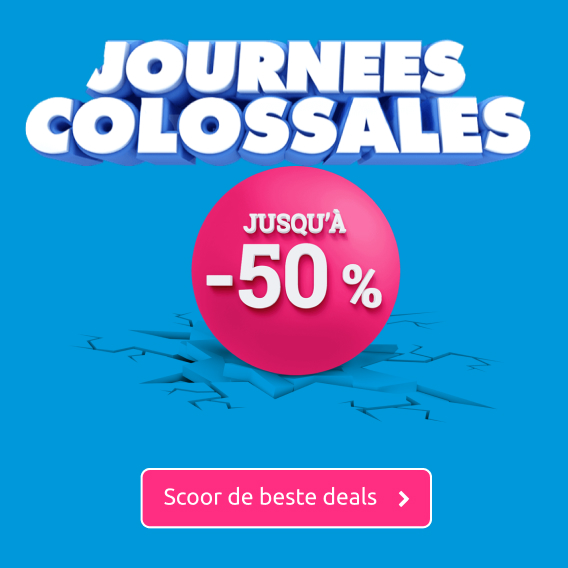 JOURNEES
COLOSSALES
JUSQU'À
-50 %
Scoor de beste deals